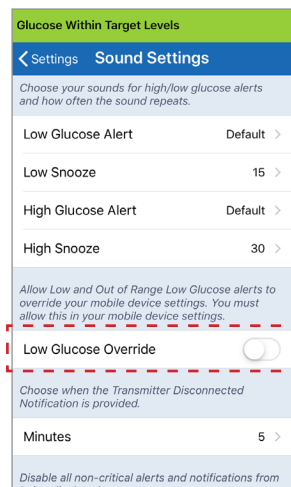 Glucose Within Target Levels
Settings Sound Settings
Choose your sounds for high/low glucose alerts
and how often the sound repeats.
Low Glucose Alert Default
Low Snooze 15
High Glucose Alert Default
High Snooze 30
Allow Low and Out of Range Low Glucose alerts to
override your mobile device settings. You must
allow this in your mobile device settings.
Low Glucose Override
Choose when the Transmitter Disconnected
Notification is provided.
Minutes 5
Disable all non-critical alerts and notifications from